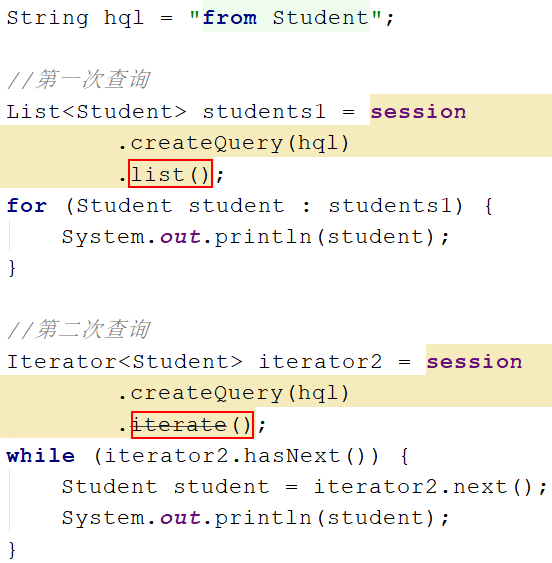 String hql = "from Student";
//第一次查询
List<Student> students1 = session
.createQuery(hql)
.list();
for (Student student : students1) {
System.out.println(student);
}
//第二次查询
Iterator<Student> iterator2 = session
.createQuery(hql)
.iterate();
while (iterator2.hasNext()) {
Student student = iterator2.next();
System.out.println(student);
}